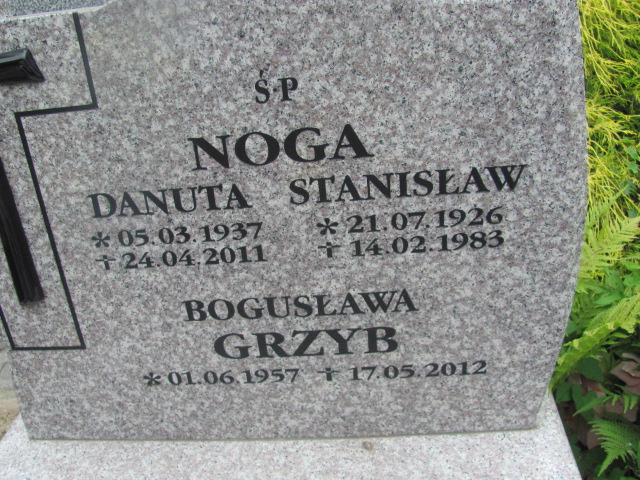 ŚP
NOGA
DANUTA STANISŁAW
* 05.03.1937 * 21.07.1926
† 24.04.2011 † 14.02.1983
BOGUSŁAWA
GRZYB
* 01.06.1957 † 17.05.2012